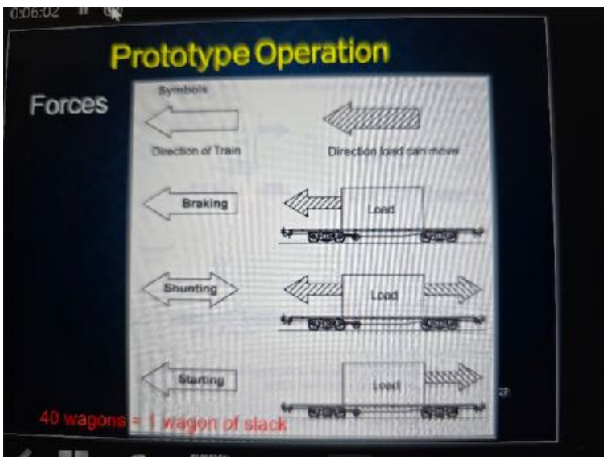 0:06:02
Prototype Operation
Forces
Symbols
Direction of Train
Direction load can move
Braking
Load
Shunting
Load
Starting
Load
27
40 wagons = 1 wagon of slack